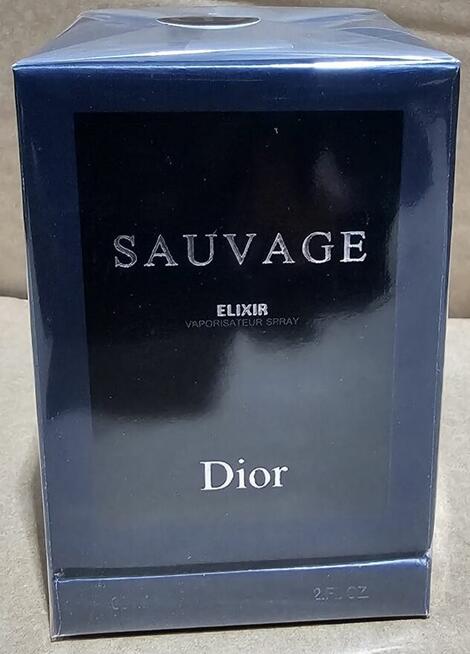 SAUVAGE
ELIXIR
VAPORISATEUR SPRAY
Dior
2.FL.OZ